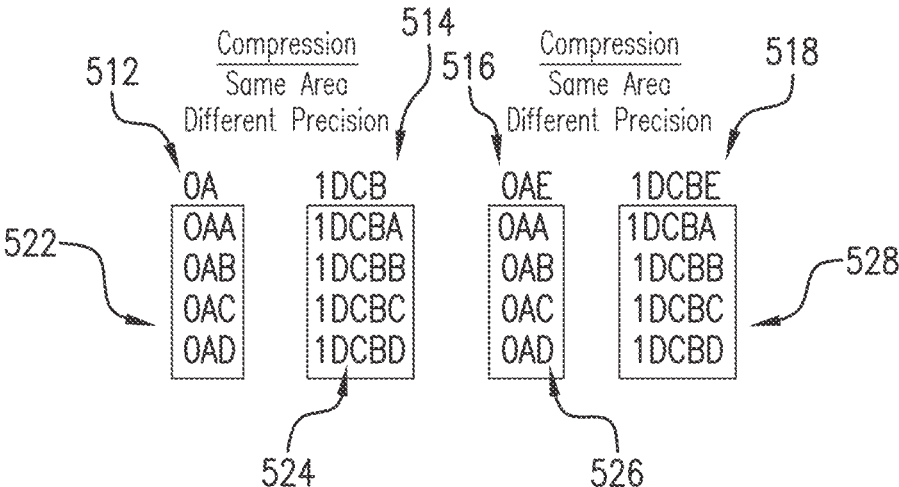 Compression
Same Area
Different Precision
Compression
Same Area
Different Precision
512
514
516
518
0A
1DCB
0AE
1DCBE
0AA
1DCBA
0AA
1DCBA
0AB
1DCBB
0AB
1DCBB
0AC
1DCBC
0AC
1DCBC
0AD
1DCBD
0AD
1DCBD
522
528
524
526